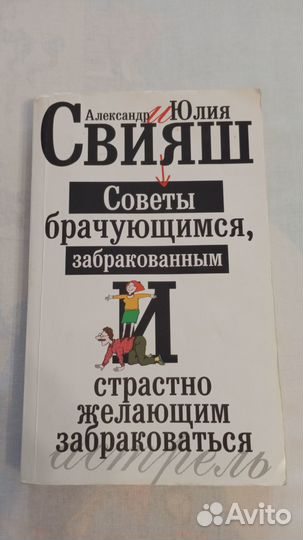 Александр и Юлия
Свияш
Советы
брачующимся,
забракованным
И
страстно
желающим
забраковаться
астрель
Avito